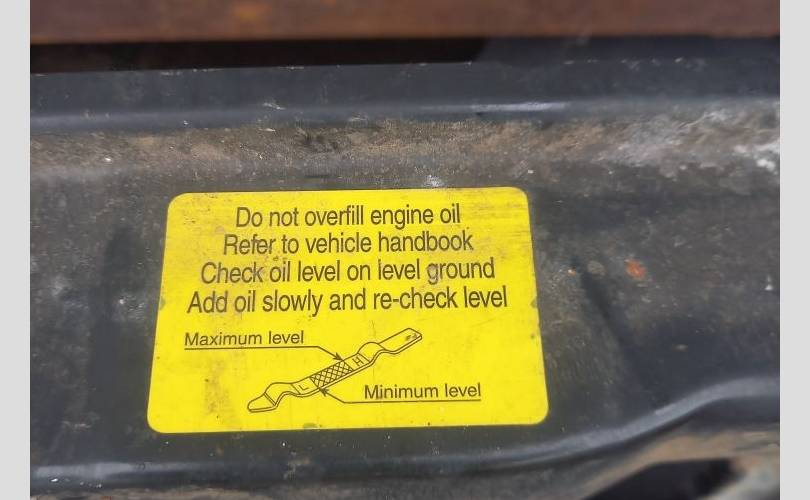 Do not overfill engine oil
Refer to vehicle handbook
Check oil level on level ground
Add oil slowly and re-check level
Maximum level
H
L
Minimum level